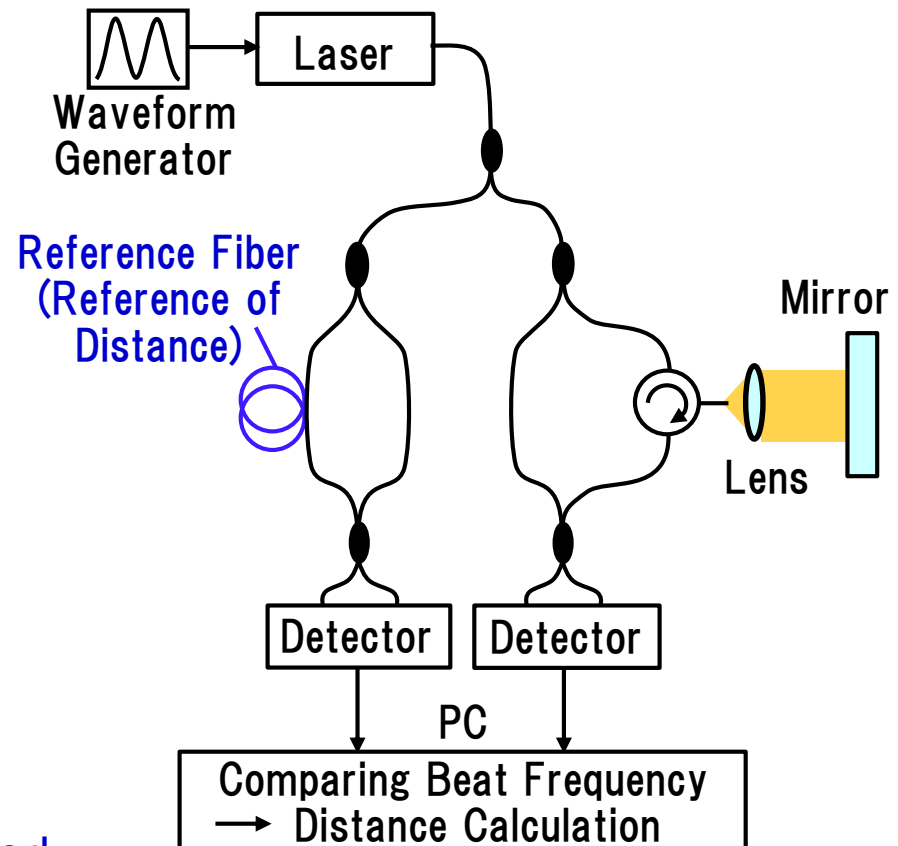 Laser
Waveform
Generator
Reference Fiber
(Reference of
Distance)
Mirror
Lens
Detector
Detector
PC
Comparing Beat Frequency
→ Distance Calculation